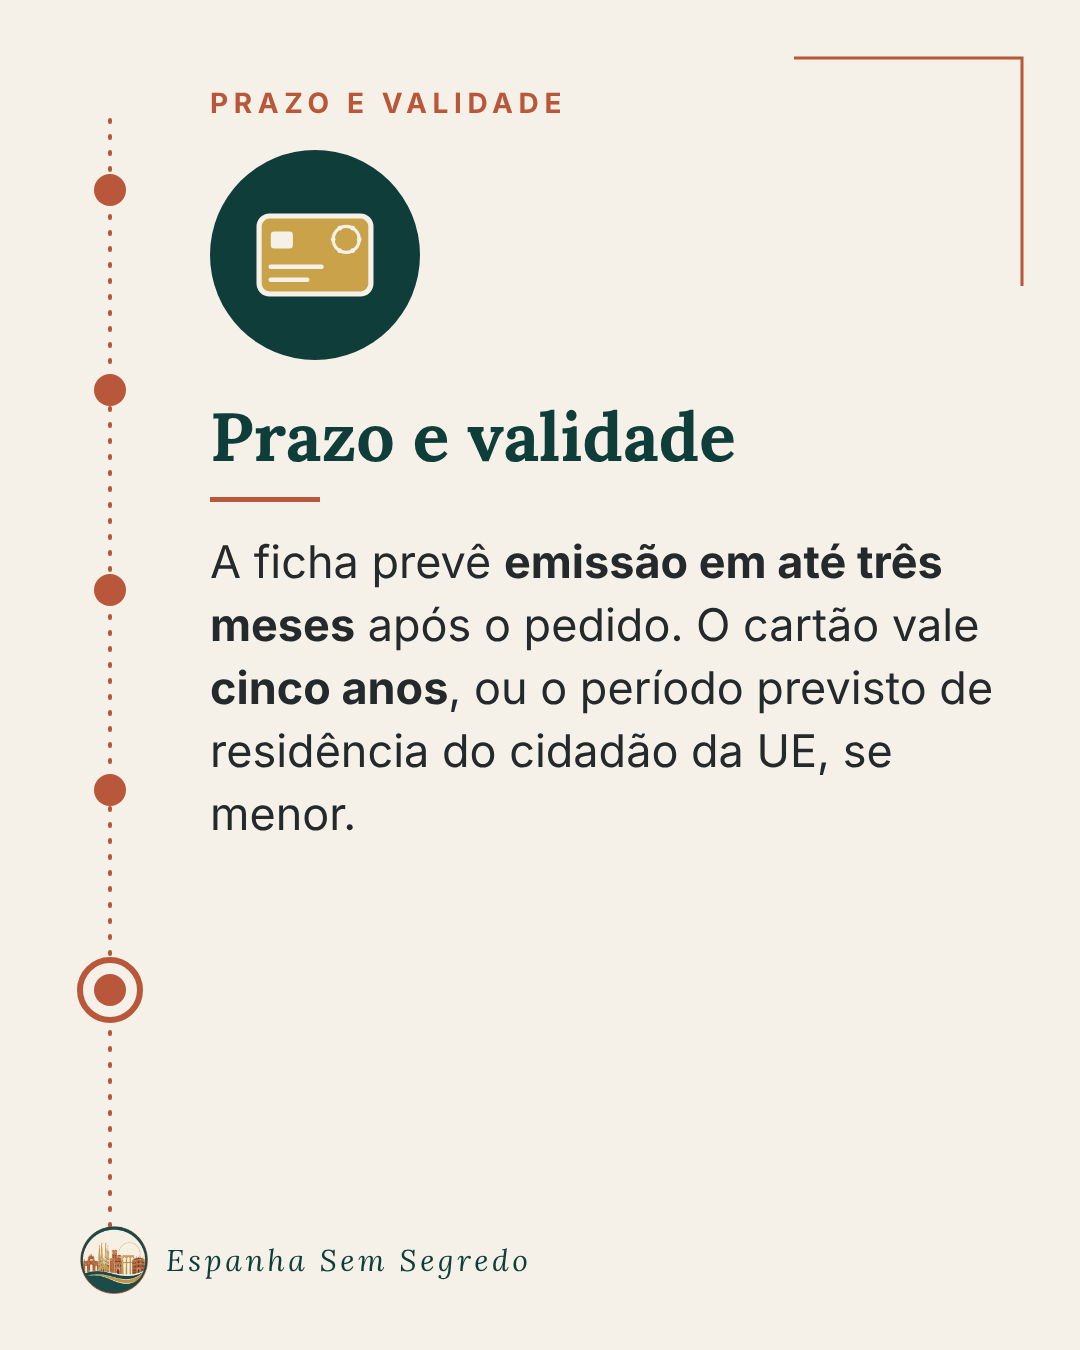 PRAZO E VALIDADE
Prazo e validade
A ficha prevê emissão em até três
meses após o pedido. O cartão vale
cinco anos, ou o período previsto de
residência do cidadão da UE, se
menor.
Espanha Sem Segredo